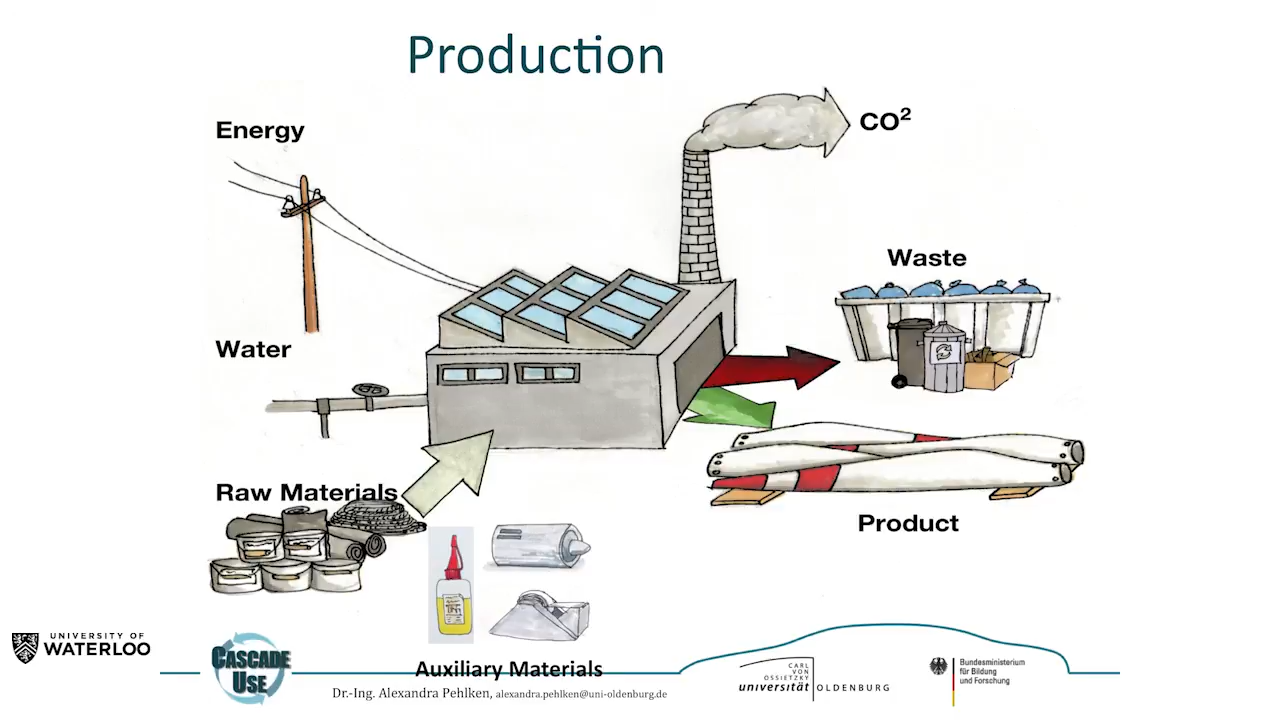 Production
Energy
CO²
Waste
Water
Raw Materials
Product
Auxiliary Materials
UNIVERSITY OF
WATERLOO
CASCADE
USE
Dr.-Ing. Alexandra Pehlken, alexandra.pehlken@uni-oldenburg.de
CARL
VON
OSSIETZKY
universität OLDENBURG
Bundesministerium
für Bildung
und Forschung